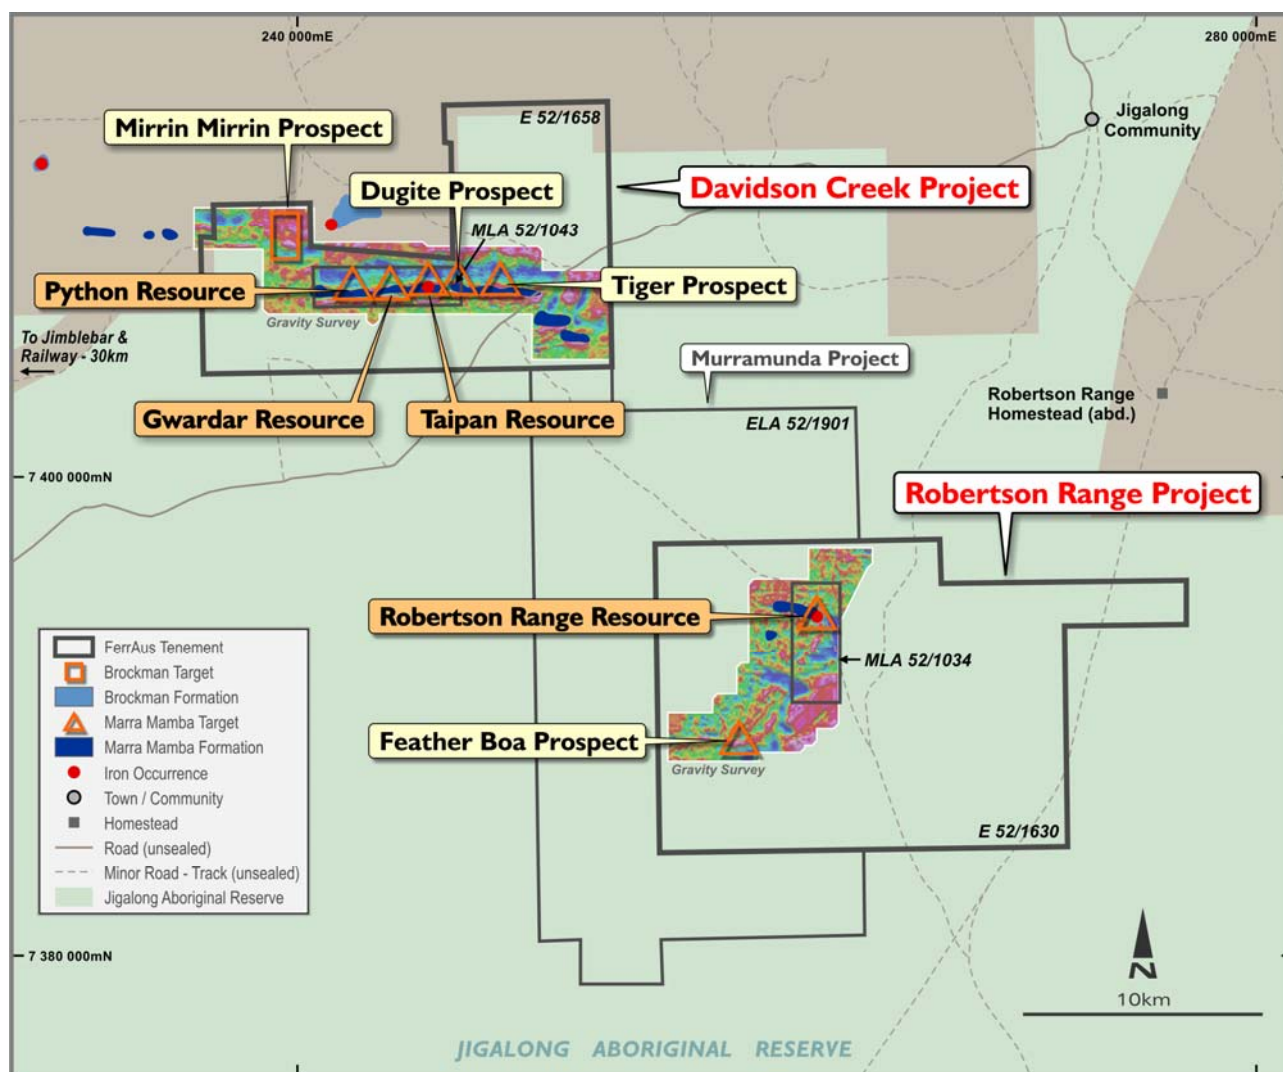 240 000mE
280 000mE
E 52/1658
Mirrin Mirrin Prospect
Jigalong
Community
Dugite Prospect
Davidson Creek Project
MLA 52/1043
Python Resource
Tiger Prospect
Gravity Survey
To Jimblebar &
Railway - 30km
Murramunda Project
Gwardar Resource
Taipan Resource
ELA 52/1901
Robertson Range
Homestead (abd.)
7 400 000mN
Robertson Range Project
Robertson Range Resource
MLA 52/1034
Feather Boa Prospect
Gravity Survey
E 52/1630
FerrAus Tenement
Brockman Target
Brockman Formation
Marra Mamba Target
Marra Mamba Formation
Iron Occurrence
Town / Community
Homestead
Road (unsealed)
Minor Road - Track (unsealed)
Jigalong Aboriginal Reserve
7 380 000mN
N
10km
JIGALONG ABORIGINAL RESERVE